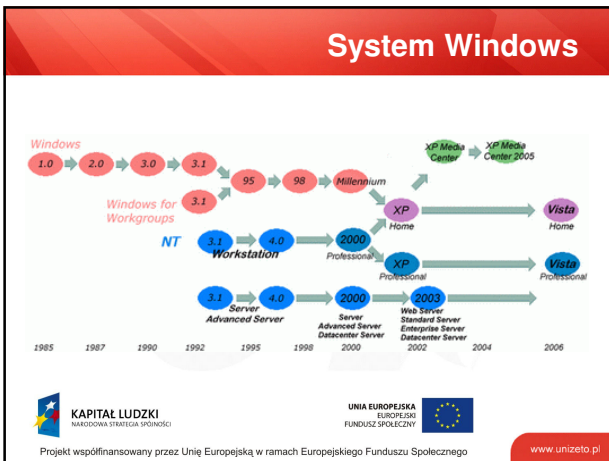 System Windows
Windows
1.0
2.0
3.0
3.1
95
98
Millennium
XP Media
Center
XP Media
Center 2005
3.1
Windows for
Workgroups
XP
Home
Vista
Home
NT
3.1
4.0
Workstation
2000
Professional
XP
Professional
Vista
Professional
3.1
4.0
Server
Advanced Server
2000
Server
Advanced Server
Datacenter Server
2003
Web Server
Standard Server
Enterprise Server
Datacenter Server
1985 1987 1990 1992 1995 1998 2000 2002 2004 2006
KAPITAŁ LUDZKI
NARODOWA STRATEGIA SPÓJNOŚCI
UNIA EUROPEJSKA
EUROPEJSKI
FUNDUSZ SPOŁECZNY
Projekt współfinansowany przez Unię Europejską w ramach Europejskiego Funduszu Społecznego
www.unizeto.pl